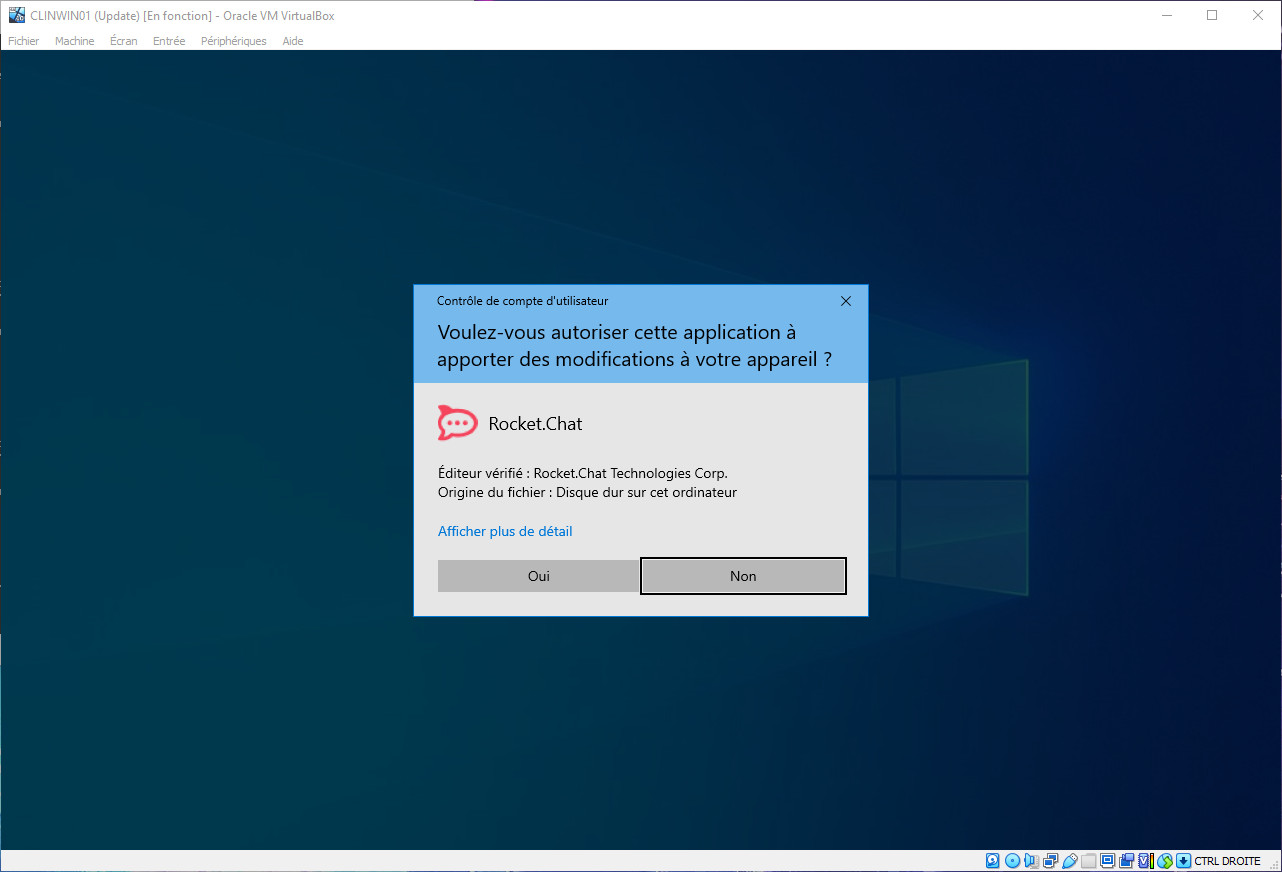 CLINWIN01 (Update) [En fonction] - Oracle VM VirtualBox
Fichier Machine Écran Entrée Périphériques Aide
Contrôle de compte d'utilisateur
Voulez-vous autoriser cette application à
apporter des modifications à votre appareil ?
Rocket.Chat
Éditeur vérifié : Rocket.Chat Technologies Corp.
Origine du fichier : Disque dur sur cet ordinateur
Afficher plus de détail
Oui Non
CTRL DROITE